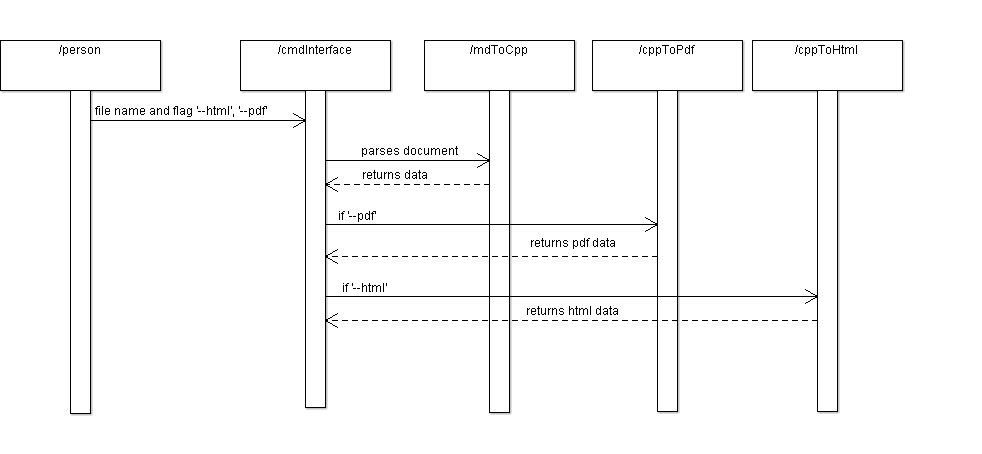 /person
/cmdInterface
/mdToCpp
/cppToPdf
/cppToHtml
file name and flag '--html', '--pdf'
parses document
returns data
if '--pdf'
returns pdf data
if '--html'
returns html data